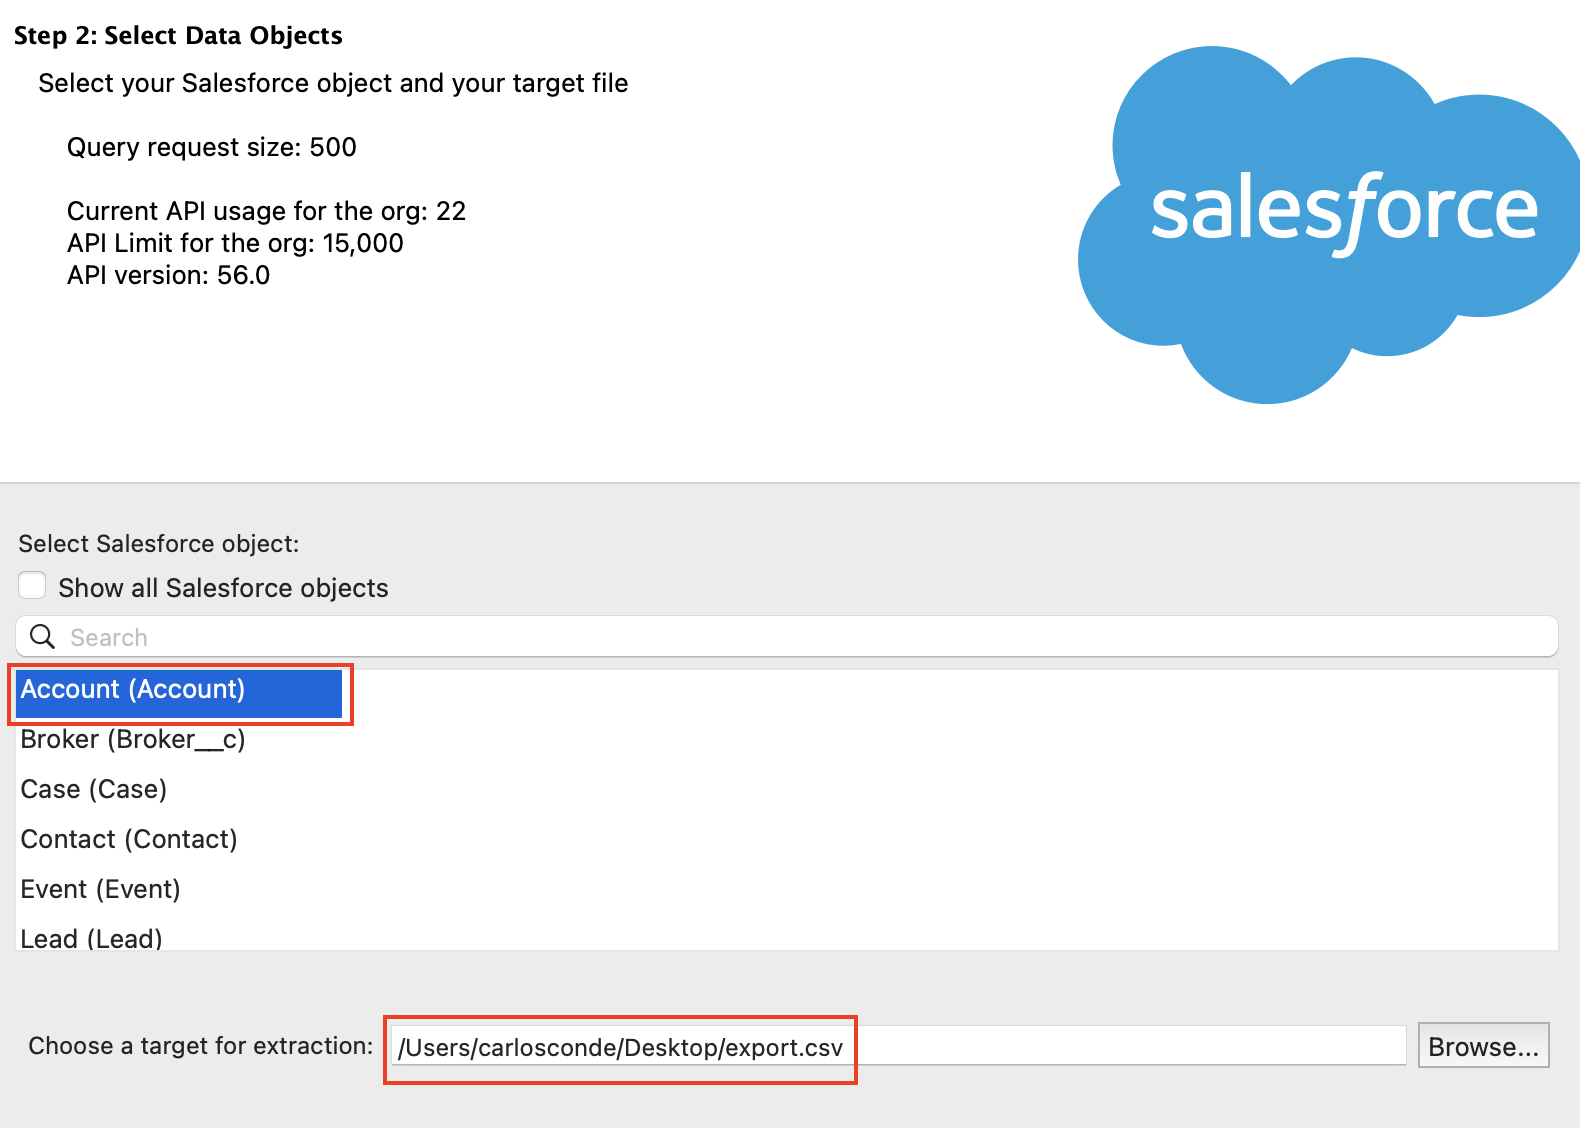 Step 2: Select Data Objects
Select your Salesforce object and your target file
Query request size: 500
Current API usage for the org: 22
API Limit for the org: 15,000
API version: 56.0
salesforce
Select Salesforce object:
Show all Salesforce objects
Search
Account (Account)
Broker (Broker__c)
Case (Case)
Contact (Contact)
Event (Event)
Lead (Lead)
Choose a target for extraction: /Users/carlosconde/Desktop/export.csv Browse...